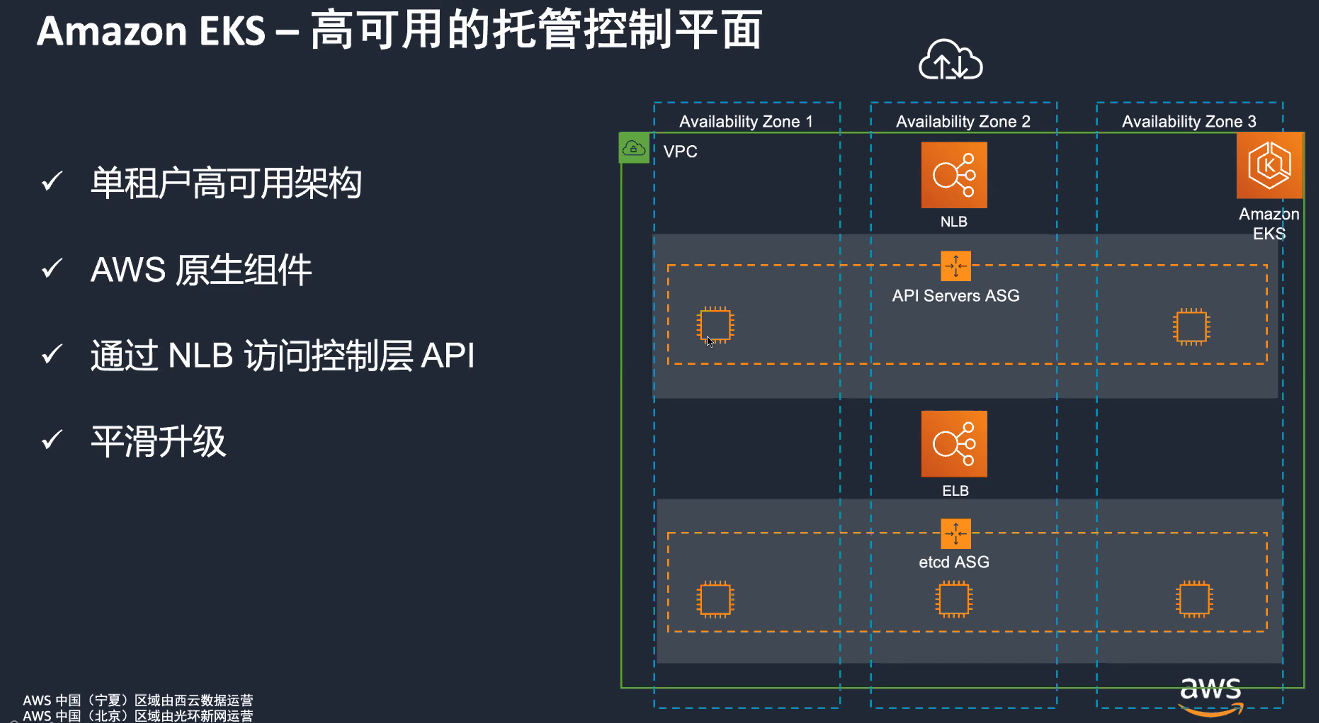 Amazon EKS – 高可用的托管控制平面
单租户高可用架构
AWS 原生组件
通过 NLB 访问控制层 API
平滑升级
Availability Zone 1
Availability Zone 2
Availability Zone 3
VPC
NLB
Amazon
EKS
API Servers ASG
ELB
etcd ASG
AWS 中国（宁夏）区域由西云数据运营
AWS 中国（北京）区域由光环新网运营
aws